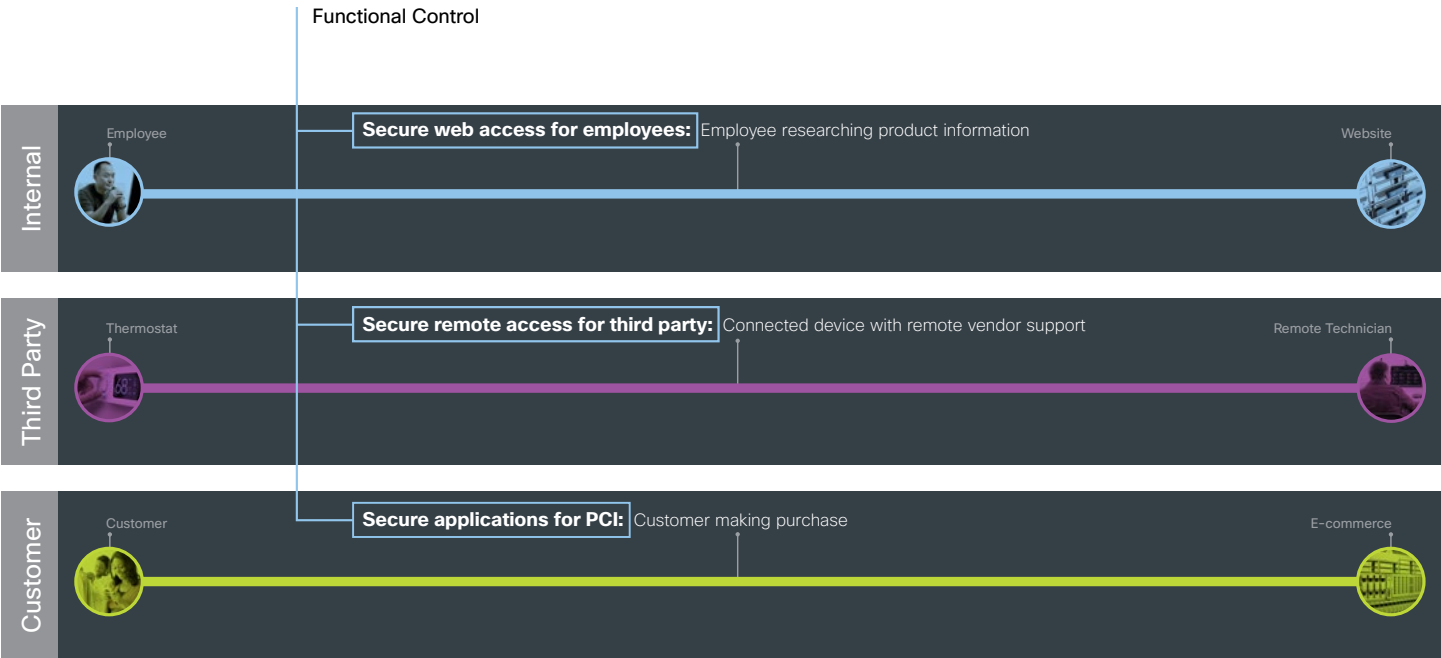 Functional Control
Internal
Employee
Secure web access for employees: Employee researching product information
Website
Third Party
Thermostat
Secure remote access for third party: Connected device with remote vendor support
Remote Technician
68
Customer
Customer
Secure applications for PCI: Customer making purchase
E-commerce